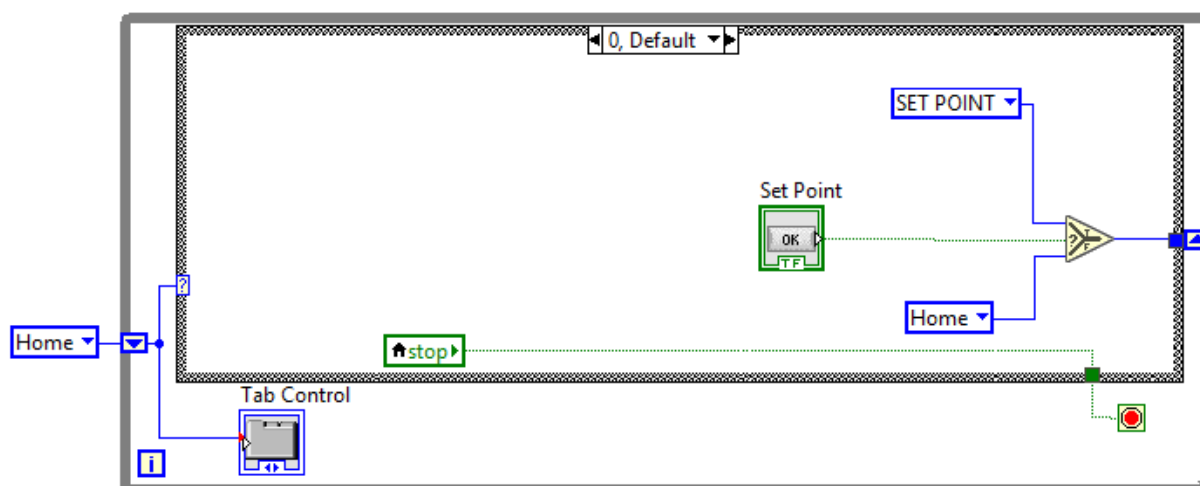 0, Default
SET POINT
Set Point
OK
TF
?
T
F
?
Home
Home
stop
Tab Control
i